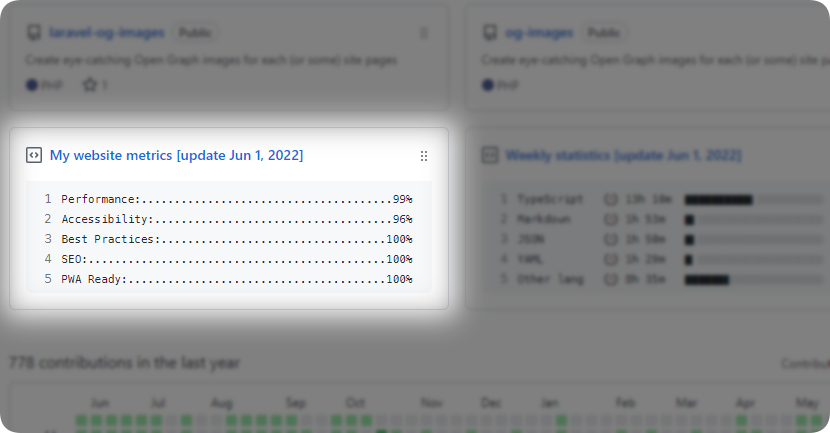 laravel-og-images Public
Create eye-catching Open Graph images for each (or some) site pages
PHP 1
og-images Public
Create eye-catching Open Graph images for each (or some) site pages
PHP
My website metrics [update Jun 1, 2022]
1 Performance:......................................99%
2 Accessibility:....................................96%
3 Best Practices:..................................100%
4 SEO:.............................................100%
5 PWA Ready:.......................................100%
Weekly statistics [update Jun 1, 2022]
1 TypeScript 13h 18m
2 Markdown 1h 53m
3 JSON 1h 50m
4 YAML 1h 29m
5 Other lang 8h 35m
778 contributions in the last year
Jun Jul Aug Sep Oct Nov Dec Jan Feb Mar Apr May